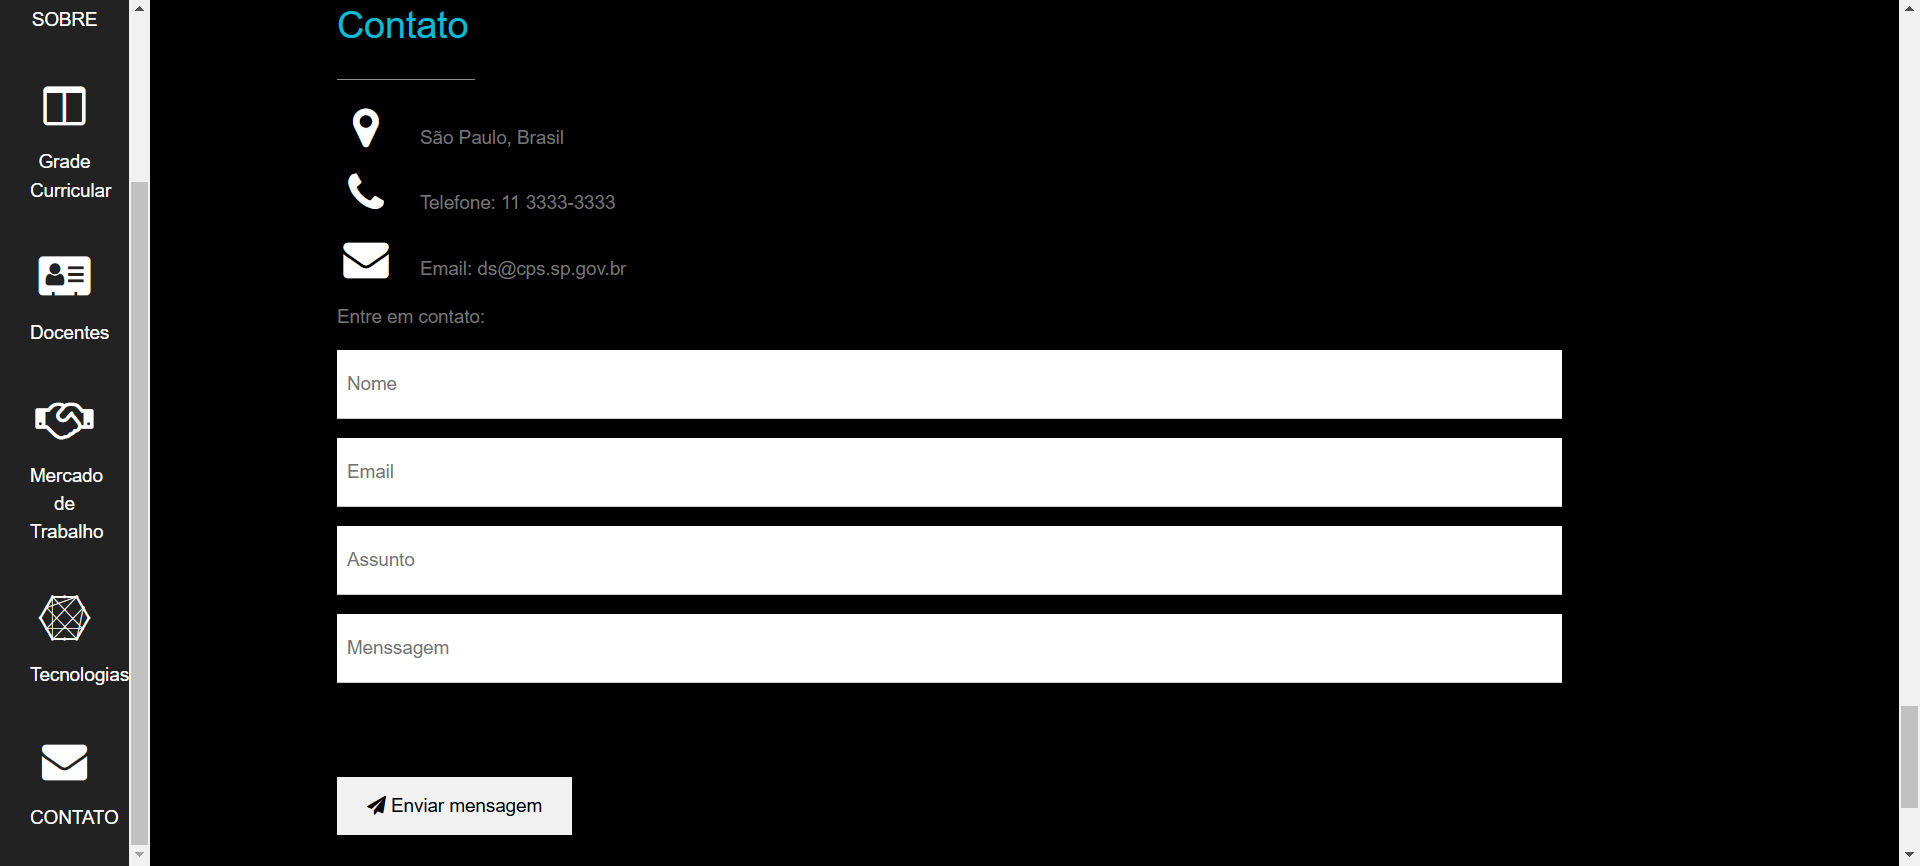 SOBRE
Grade
Curricular
Docentes
Mercado
de
Trabalho
Tecnologias
CONTATO
Contato
São Paulo, Brasil
Telefone: 11 3333-3333
Email: ds@cps.sp.gov.br
Entre em contato:
Nome
Email
Assunto
Menssagem
Enviar mensagem